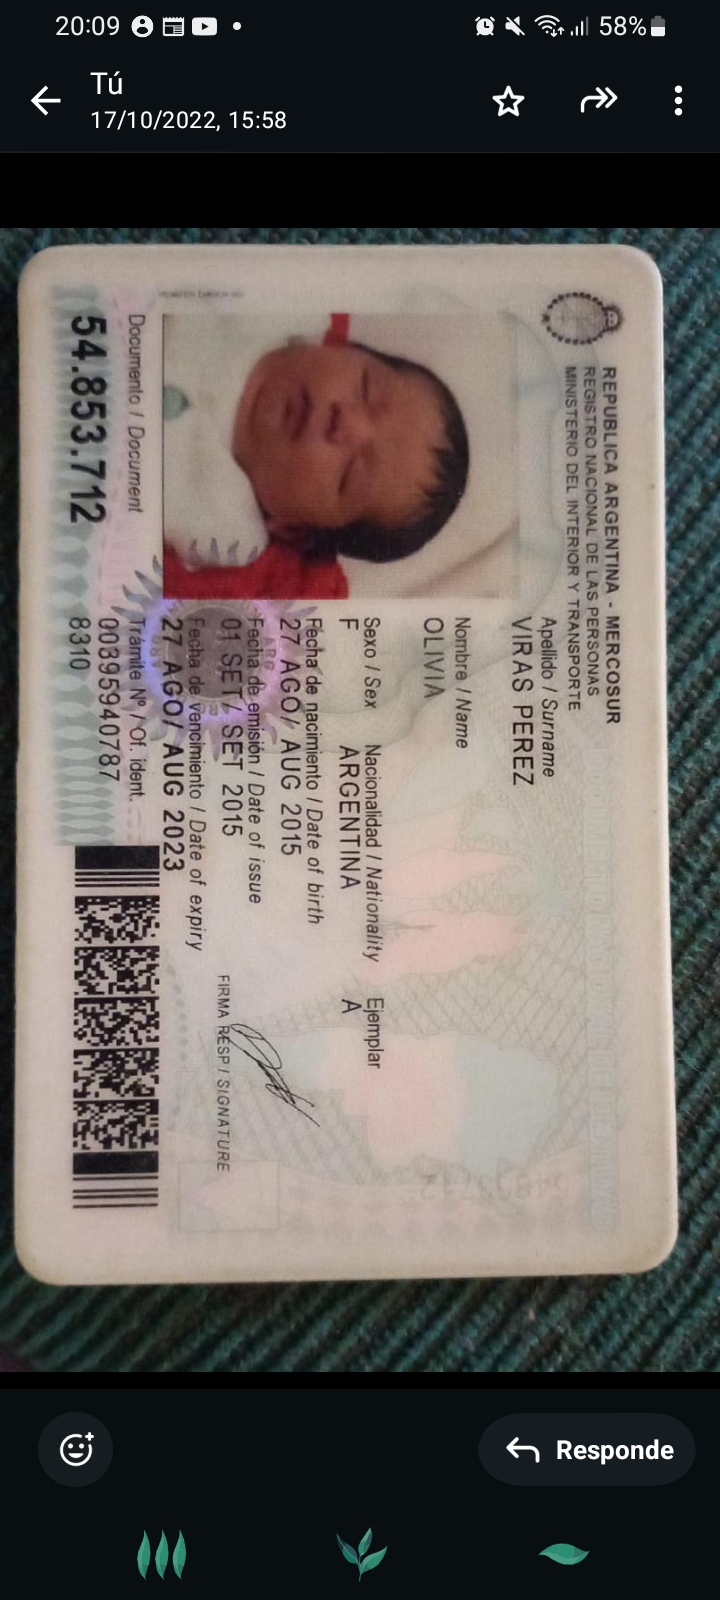 20:09
58%
Tú
17/10/2022, 15:58
REPUBLICA ARGENTINA - MERCOSUR
REGISTRO NACIONAL DE LAS PERSONAS
MINISTERIO DEL INTERIOR Y TRANSPORTE
Apellido / Surname
VIRAS PEREZ
Nombre / Name
OLIVIA
Sexo / Sex Nacionalidad / Nationality Ejemplar
F ARGENTINA A
Fecha de nacimiento / Date of birth
27 AGO/ AUG 2015
Fecha de emisión / Date of issue
01 SET/ SET 2015
Fecha de vencimiento / Date of expiry
27 AGO/ AUG 2023
FIRMA RESP / SIGNATURE
Documento / Document
54.853.712
Trámite Nº / Of. ident.
00395940787
8310
Responde